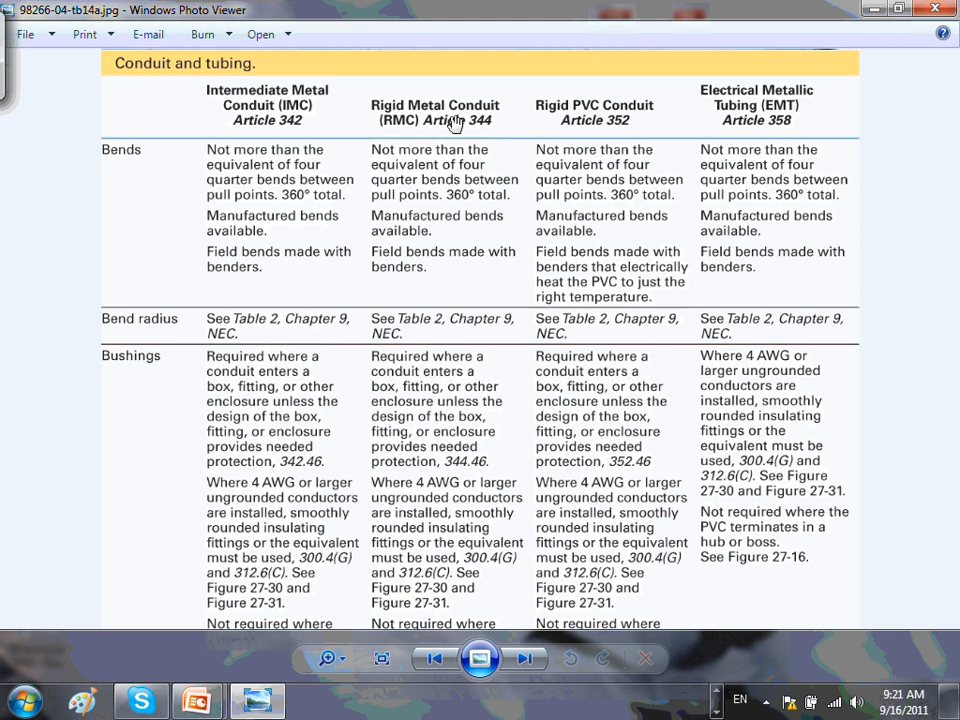 98266-04-tb14a.jpg - Windows Photo Viewer
File Print E-mail Burn Open
Conduit and tubing.
Intermediate Metal
Conduit (IMC)
Article 342
Rigid Metal Conduit
(RMC) Article 344
Rigid PVC Conduit
Article 352
Electrical Metallic
Tubing (EMT)
Article 358
Bends
Not more than the
equivalent of four
quarter bends between
pull points. 360° total.
Manufactured bends
available.
Field bends made with
benders.
Not more than the
equivalent of four
quarter bends between
pull points. 360° total.
Manufactured bends
available.
Field bends made with
benders.
Not more than the
equivalent of four
quarter bends between
pull points. 360° total.
Manufactured bends
available.
Field bends made with
benders that electrically
heat the PVC to just the
right temperature.
Not more than the
equivalent of four
quarter bends between
pull points. 360° total.
Manufactured bends
available.
Field bends made with
benders.
Bend radius
See Table 2, Chapter 9,
NEC.
See Table 2, Chapter 9,
NEC.
See Table 2, Chapter 9,
NEC.
See Table 2, Chapter 9,
NEC.
Bushings
Required where a
conduit enters a
box, fitting, or other
enclosure unless the
design of the box,
fitting, or enclosure
provides needed
protection, 342.46.
Where 4 AWG or larger
ungrounded conductors
are installed, smoothly
rounded insulating
fittings or the equivalent
must be used, 300.4(G)
and 312.6(C). See
Figure 27-30 and
Figure 27-31.
Not required where
Required where a
conduit enters a
box, fitting, or other
enclosure unless the
design of the box,
fitting, or enclosure
provides needed
protection, 344.46.
Where 4 AWG or larger
ungrounded conductors
are installed, smoothly
rounded insulating
fittings or the equivalent
must be used, 300.4(G)
and 312.6(C). See
Figure 27-30 and
Figure 27-31.
Not required where
Required where a
conduit enters a
box, fitting, or other
enclosure unless the
design of the box,
fitting, or enclosure
provides needed
protection, 352.46
Where 4 AWG or larger
ungrounded conductors
are installed, smoothly
rounded insulating
fittings or the equivalent
must be used, 300.4(G)
and 312.6(C). See
Figure 27-30 and
Figure 27-31.
Not required where
Where 4 AWG or
larger ungrounded
conductors are
installed, smoothly
rounded insulating
fittings or the
equivalent must be
used, 300.4(G) and
312.6(C). See Figure
27-30 and Figure 27-31.
Not required where the
PVC terminates in a
hub or boss.
See Figure 27-16.
EN
9:21 AM
9/16/2011